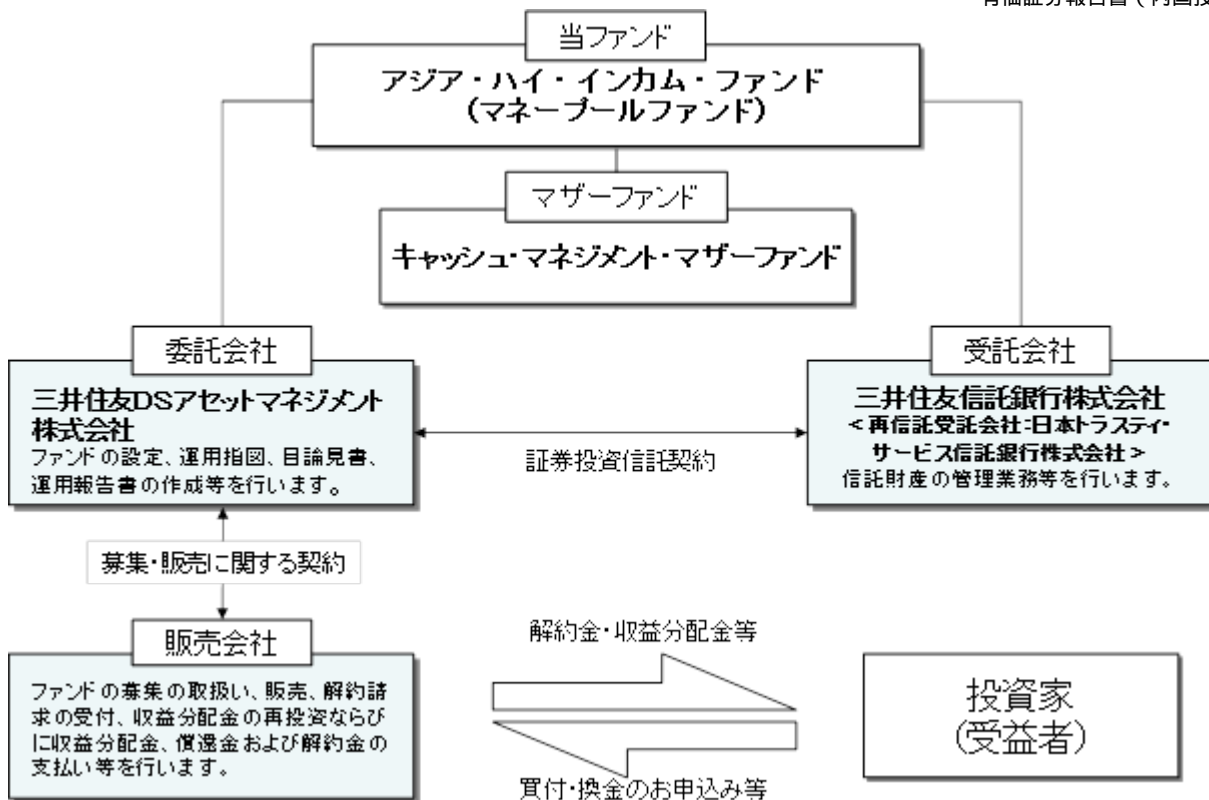 当ファンド
アジア・ハイ・インカム・ファンド
(マネープールファンド)
マザーファンド
キャッシュ・マネジメント・マザーファンド
委託会社
三井住友DSアセットマネジメント
株式会社
ファンドの設定、運用指図、目論見書、
運用報告書の作成等を行います。
証券投資信託契約
受託会社
三井住友信託銀行株式会社
<再信託受託会社:日本トラスティ・
サービス信託銀行株式会社>
信託財産の管理業務等を行います。
募集・販売に関する契約
販売会社
ファンドの募集の取扱い、販売、解約請
求の受付、収益分配金の再投資ならび
に収益分配金、償還金および解約金の
支払い等を行います。
解約金・収益分配金等
買付・換金のお申込み等
投資家
(受益者)